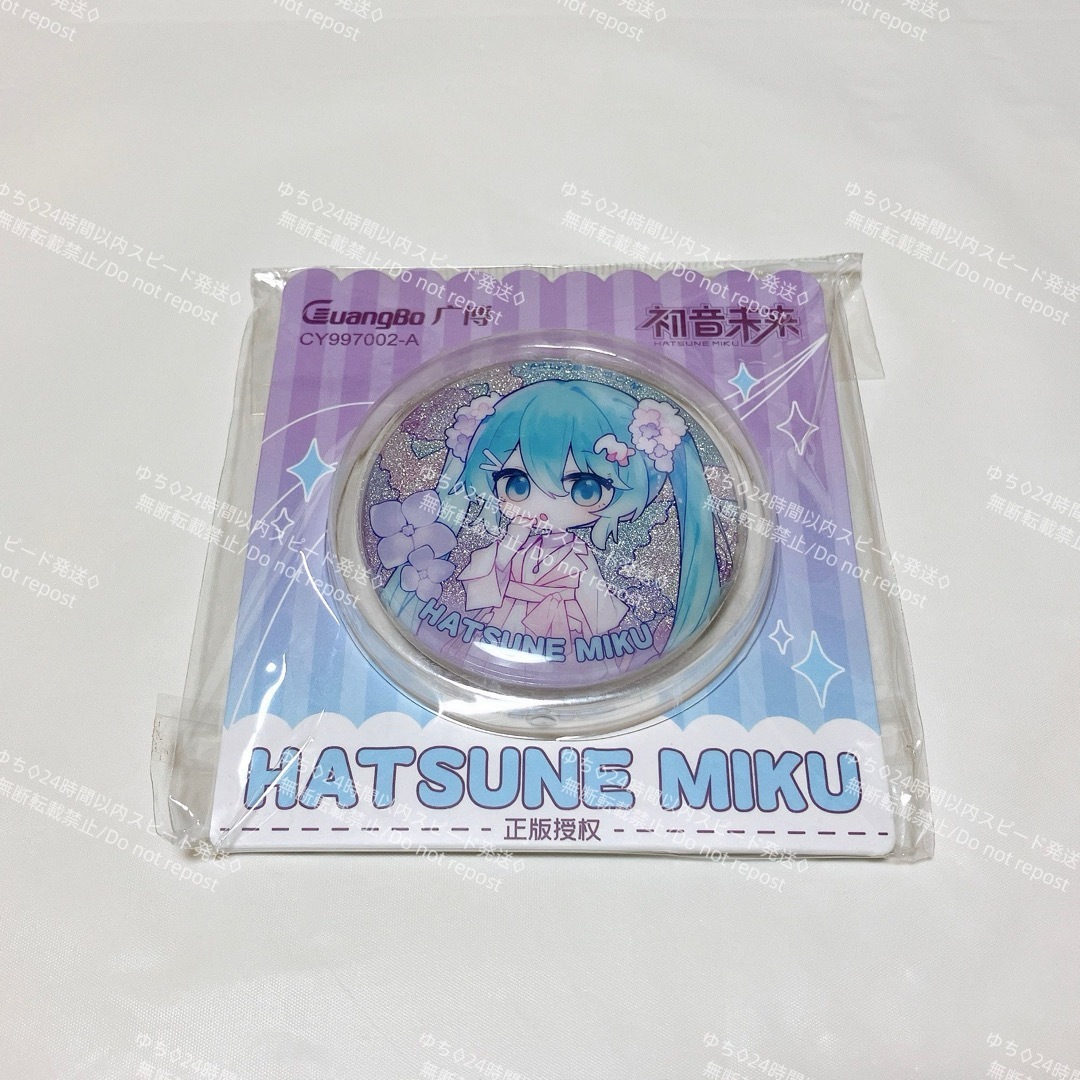 GuangBo 广博
CY997002-A
初音未来
HATSUNE MIKU
HATSUNE MIKU
HATSUNE MIKU
正版授权
ゆち◇24時間以内スピード発送◇
無断転載禁止/Do not repost